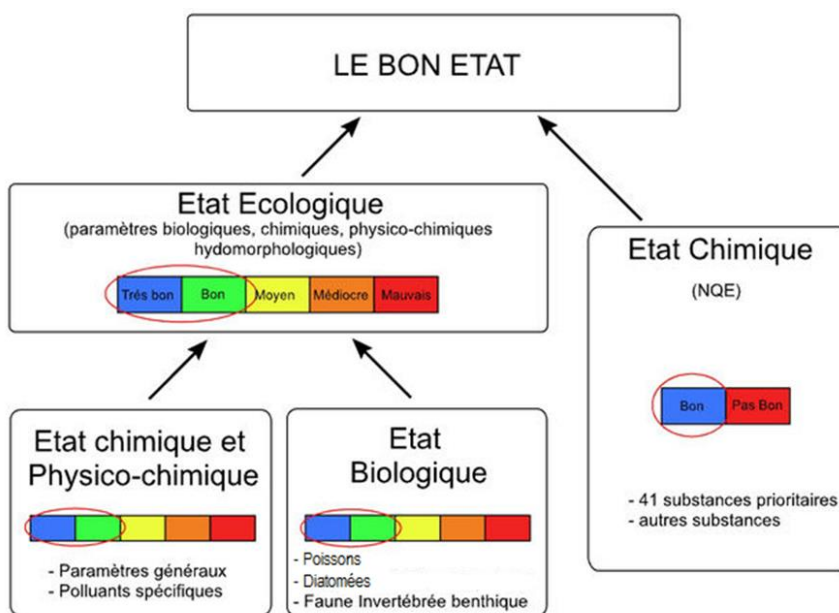 LE BON ETAT
Etat Ecologique
(paramètres biologiques, chimiques, physico-chimiques
hydomorphologiques)
Trés bon
Bon
Moyen
Médiocre
Mauvais
Etat Chimique
(NQE)
Bon
Pas Bon
- 41 substances prioritaires
- autres substances
Etat chimique et
Physico-chimique
- Paramètres généraux
- Polluants spécifiques
Etat
Biologique
- Poissons
- Diatomées
- Faune Invertébrée benthique